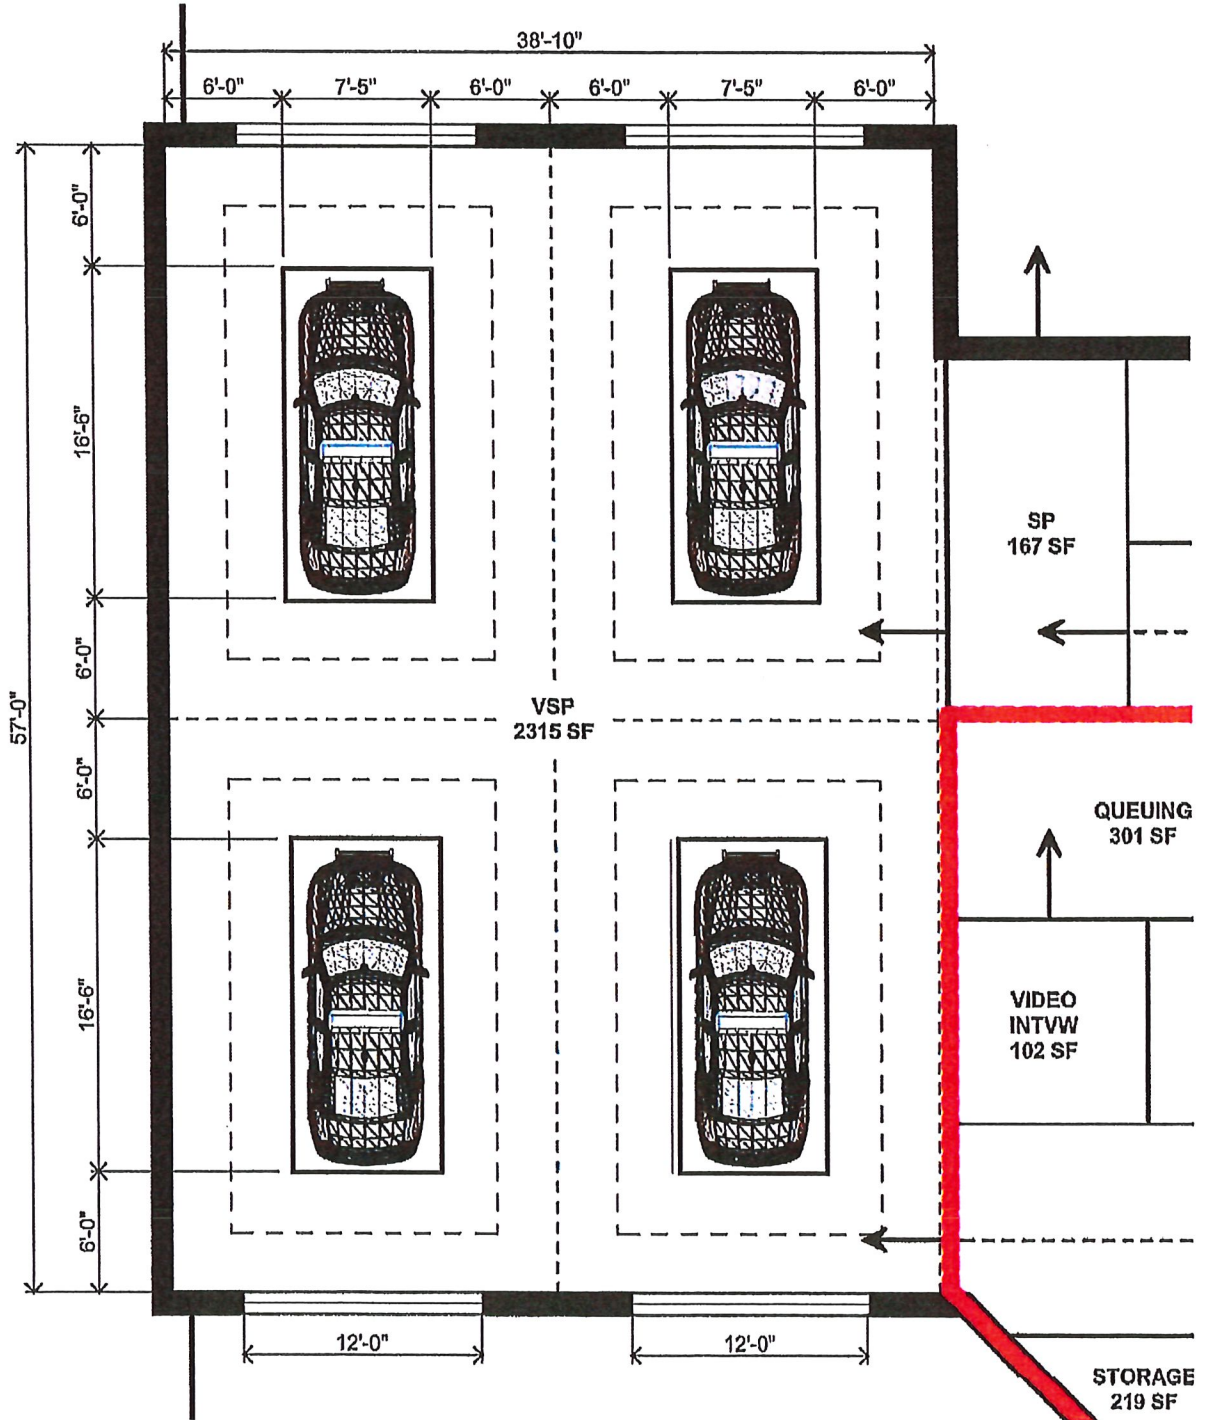 38'-10"
6'-0" 7'-5" 6'-0" 6'-0" 7'-5" 6'-0"
6'-0"
16'-6"
6'-0"
57'-0"
6'-0"
16'-6"
6'-0"
SP
167 SF
VSP
2315 SF
QUEUING
301 SF
VIDEO
INTVW
102 SF
12'-0" 12'-0"
STORAGE
219 SF